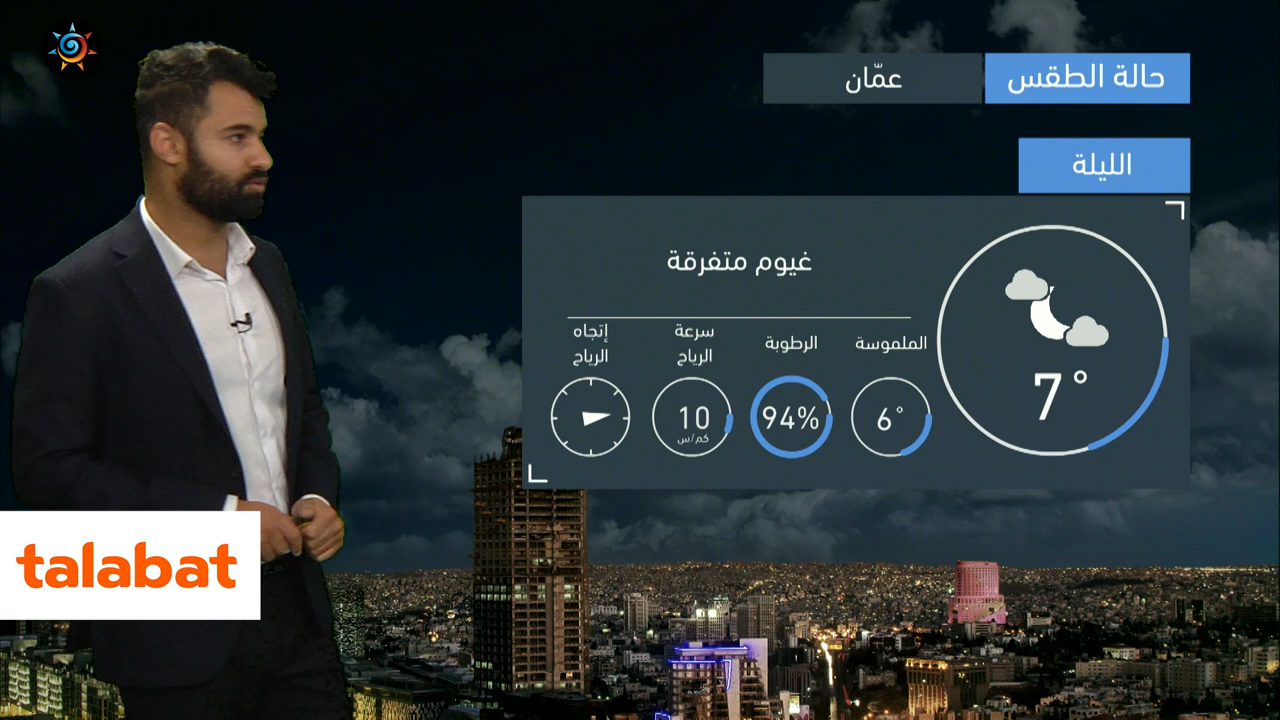 حالة الطقس
عمّان
الليلة
غيوم متفرقة
7°
الملموسة
6°
الرطوبة
94%
سرعة
الرياح
10
كم/س
إتجاه
الرياح
talabat